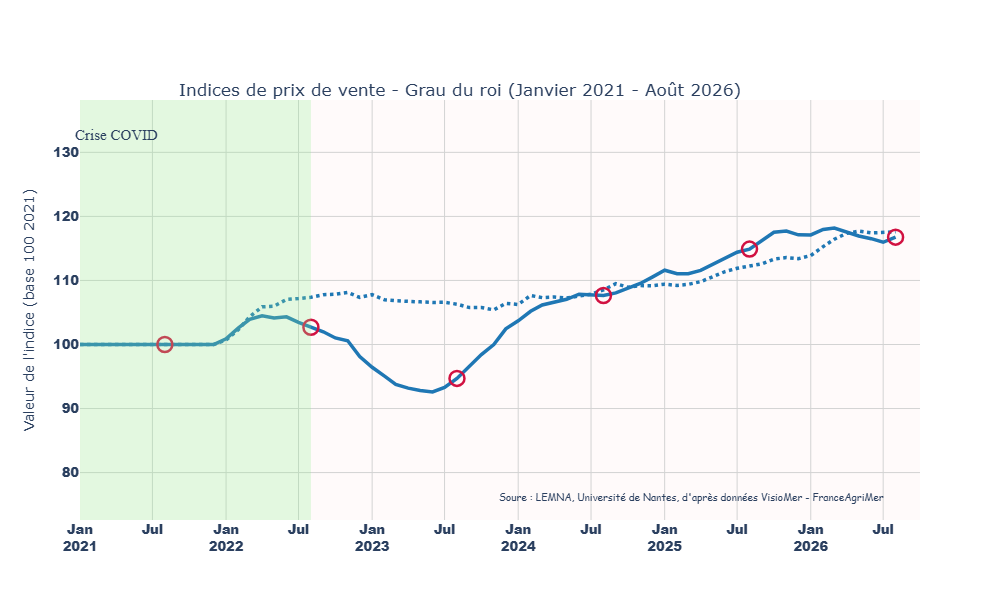 Indices de prix de vente - Grau du roi (Janvier 2021 - Août 2026)
Crise COVID
Valeur de l'indice (base 100 2021)
130
120
110
100
90
80
Soure : LEMNA, Université de Nantes, d'après données VisioMer - FranceAgriMer
Jan Jul Jan Jul Jan Jul Jan Jul Jan Jul Jan Jul
2021 2022 2023 2024 2025 2026